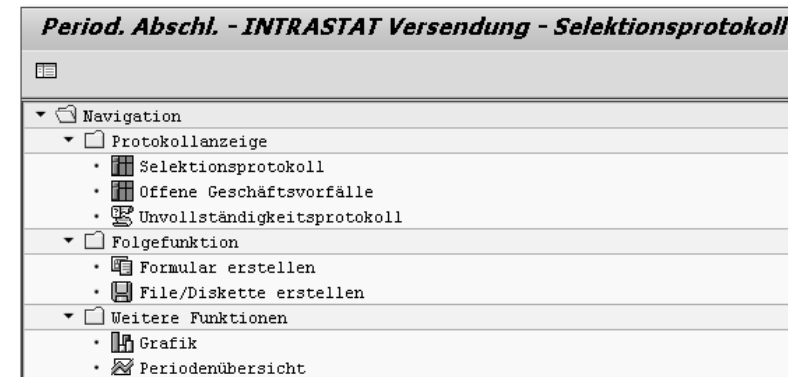 Period. Abschl. - INTRASTAT Versendung - Selektionsprotokoll
Navigation
Protokollanzeige
Selektionsprotokoll
Offene Geschäftsvorfälle
Unvollständigkeitsprotokoll
Folgefunktion
Formular erstellen
File/Diskette erstellen
Weitere Funktionen
Grafik
Periodenübersicht